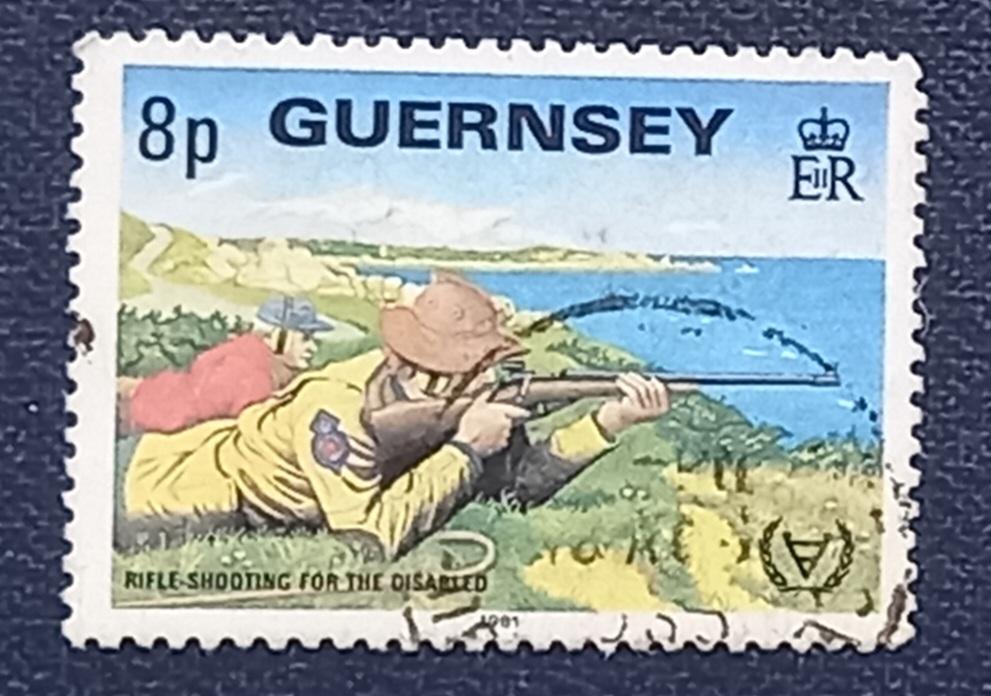 8p GUERNSEY
EIIR
RIFLE-SHOOTING FOR THE DISABLED
1981